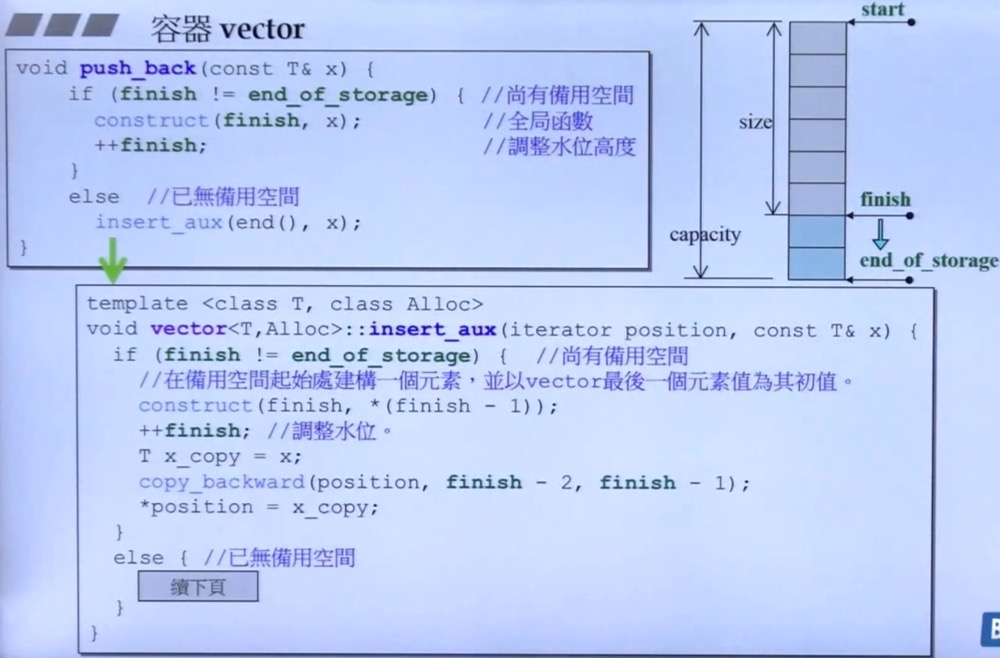 容器 vector
void push_back(const T& x) {
if (finish != end_of_storage) { //尚有備用空間
construct(finish, x); //全局函數
++finish; //調整水位高度
}
else //已無備用空間
insert_aux(end(), x);
}
start
size
finish
capacity
end_of_storage
template <class T, class Alloc>
void vector<T,Alloc>::insert_aux(iterator position, const T& x) {
if (finish != end_of_storage) { //尚有備用空間
//在備用空間起始處建構一個元素，並以vector最後一個元素值為其初值。
construct(finish, *(finish - 1));
++finish; //調整水位。
T x_copy = x;
copy_backward(position, finish - 2, finish - 1);
*position = x_copy;
}
else { //已無備用空間
續下頁
}
}
B